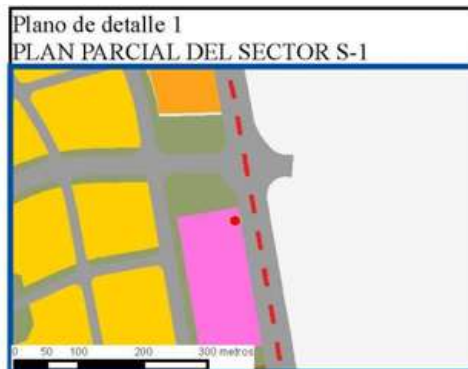 Plano de detalle 1
PLAN PARCIAL DEL SECTOR S-1
0 50 100 200 300 metros